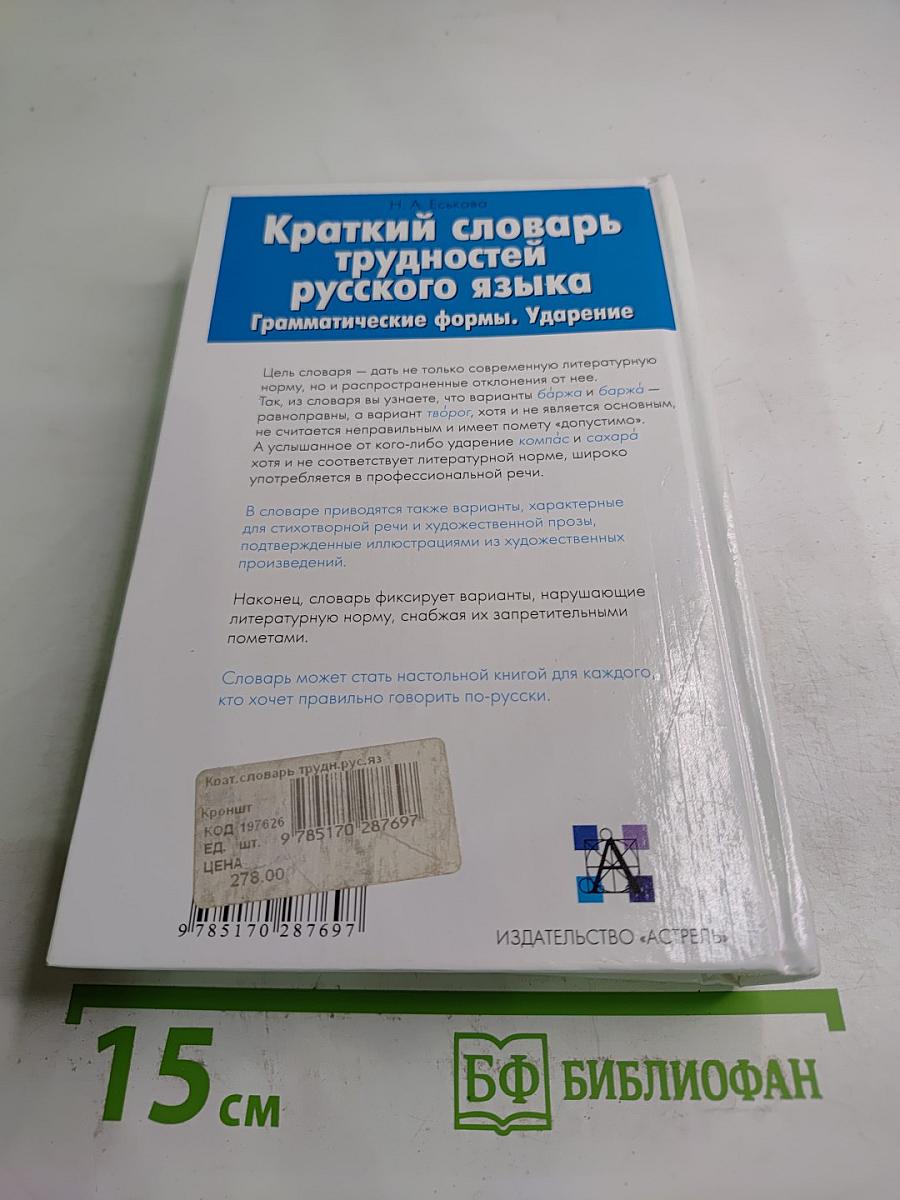 Н. А. Еськова
Краткий словарь
трудностей
русского языка
Грамматические формы. Ударение
Цель словаря — дать не только современную литературную
норму, но и распространенные отклонения от нее.
Так, из словаря вы узнаете, что варианты ба́ржа и баржа́ —
равноправны, а вариант тво́рог, хотя и не является основным,
не считается неправильным и имеет помету «допустимо».
А услышанное от кого-либо ударение компа́с и сахара́
хотя и не соответствует литературной норме, широко
употребляется в профессиональной речи.
В словаре приводятся также варианты, характерные
для стихотворной речи и художественной прозы,
подтвержденные иллюстрациями из художественных
произведений.
Наконец, словарь фиксирует варианты, нарушающие
литературную норму, снабжая их запретительными
пометами.
Словарь может стать настольной книгой для каждого,
кто хочет правильно говорить по-русски.
Крат.словарь трудн.рус.яз
Кроншт
КОД 197626
ЕД. шт.
9 785170 287697
ЦЕНА
278.00
9 785170 287697
А
ИЗДАТЕЛЬСТВО «АСТРЕЛЬ»
15 см
БФ БИБЛИОФАН